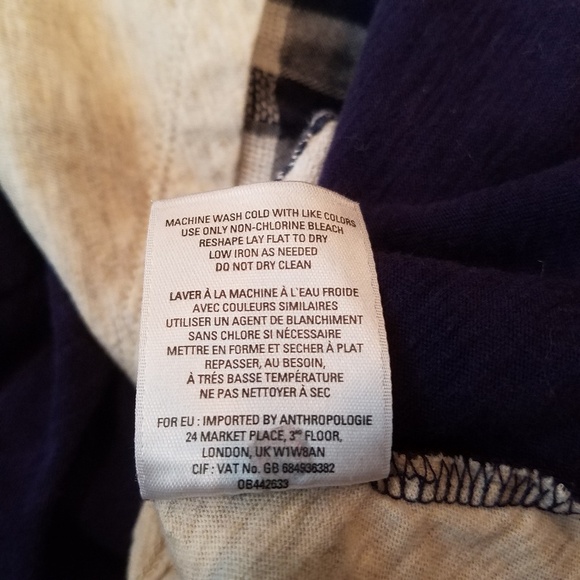 MACHINE WASH COLD WITH LIKE COLORS
USE ONLY NON-CHLORINE BLEACH
RESHAPE LAY FLAT TO DRY
LOW IRON AS NEEDED
DO NOT DRY CLEAN
LAVER À LA MACHINE À L'EAU FROIDE
AVEC COULEURS SIMILAIRES
UTILISER UN AGENT DE BLANCHIMENT
SANS CHLORE SI NÉCESSAIRE
METTRE EN FORME ET SECHER À PLAT
REPASSER, AU BESOIN,
À TRÉS BASSE TEMPÉRATURE
NE PAS NETTOYER À SEC
FOR EU : IMPORTED BY ANTHROPOLOGIE
24 MARKET PLACE, 3RD FLOOR,
LONDON, UK W1W8AN
CIF : VAT No. GB 684936382
OB442633